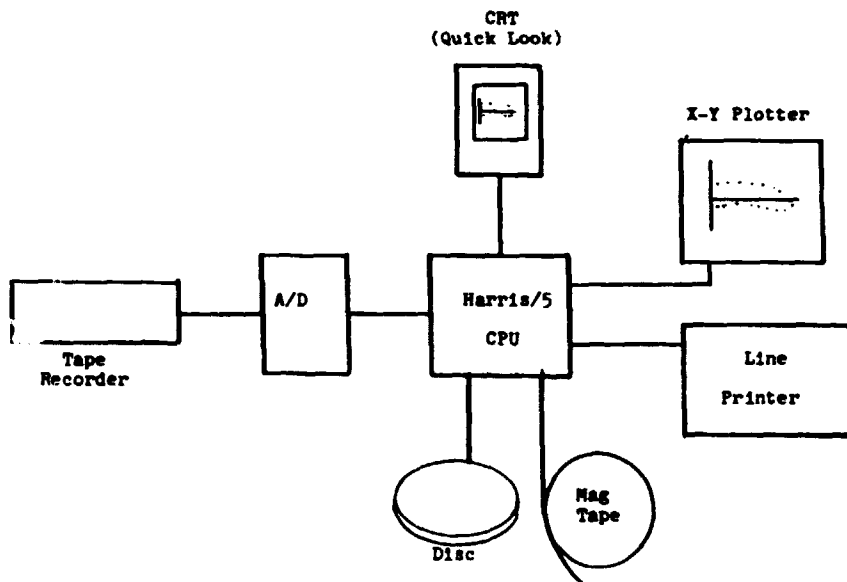 CRT
(Quick Look)
X-Y Plotter
A/D
Harris/5
CPU
Tape
Recorder
Line
Printer
Mag
Tape
Disc